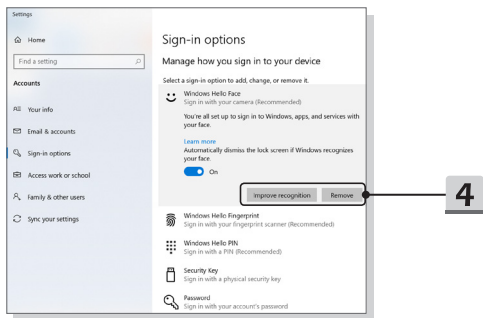 Settings
Home
Find a setting
Accounts
Your info
Email & accounts
Sign-in options
Access work or school
Family & other users
Sync your settings
Sign-in options
Manage how you sign in to your device
Select a sign-in option to add, change, or remove it.
Windows Hello Face
Sign in with your camera (Recommended)
You're all set up to sign in to Windows, apps, and services with
your face.
Learn more
Automatically dismiss the lock screen if Windows recognizes
your face.
On
Improve recognition Remove
4
Windows Hello Fingerprint
Sign in with your fingerprint scanner (Recommended)
Windows Hello PIN
Sign in with a PIN (Recommended)
Security Key
Sign in with a physical security key
Password
Sign in with your account's password